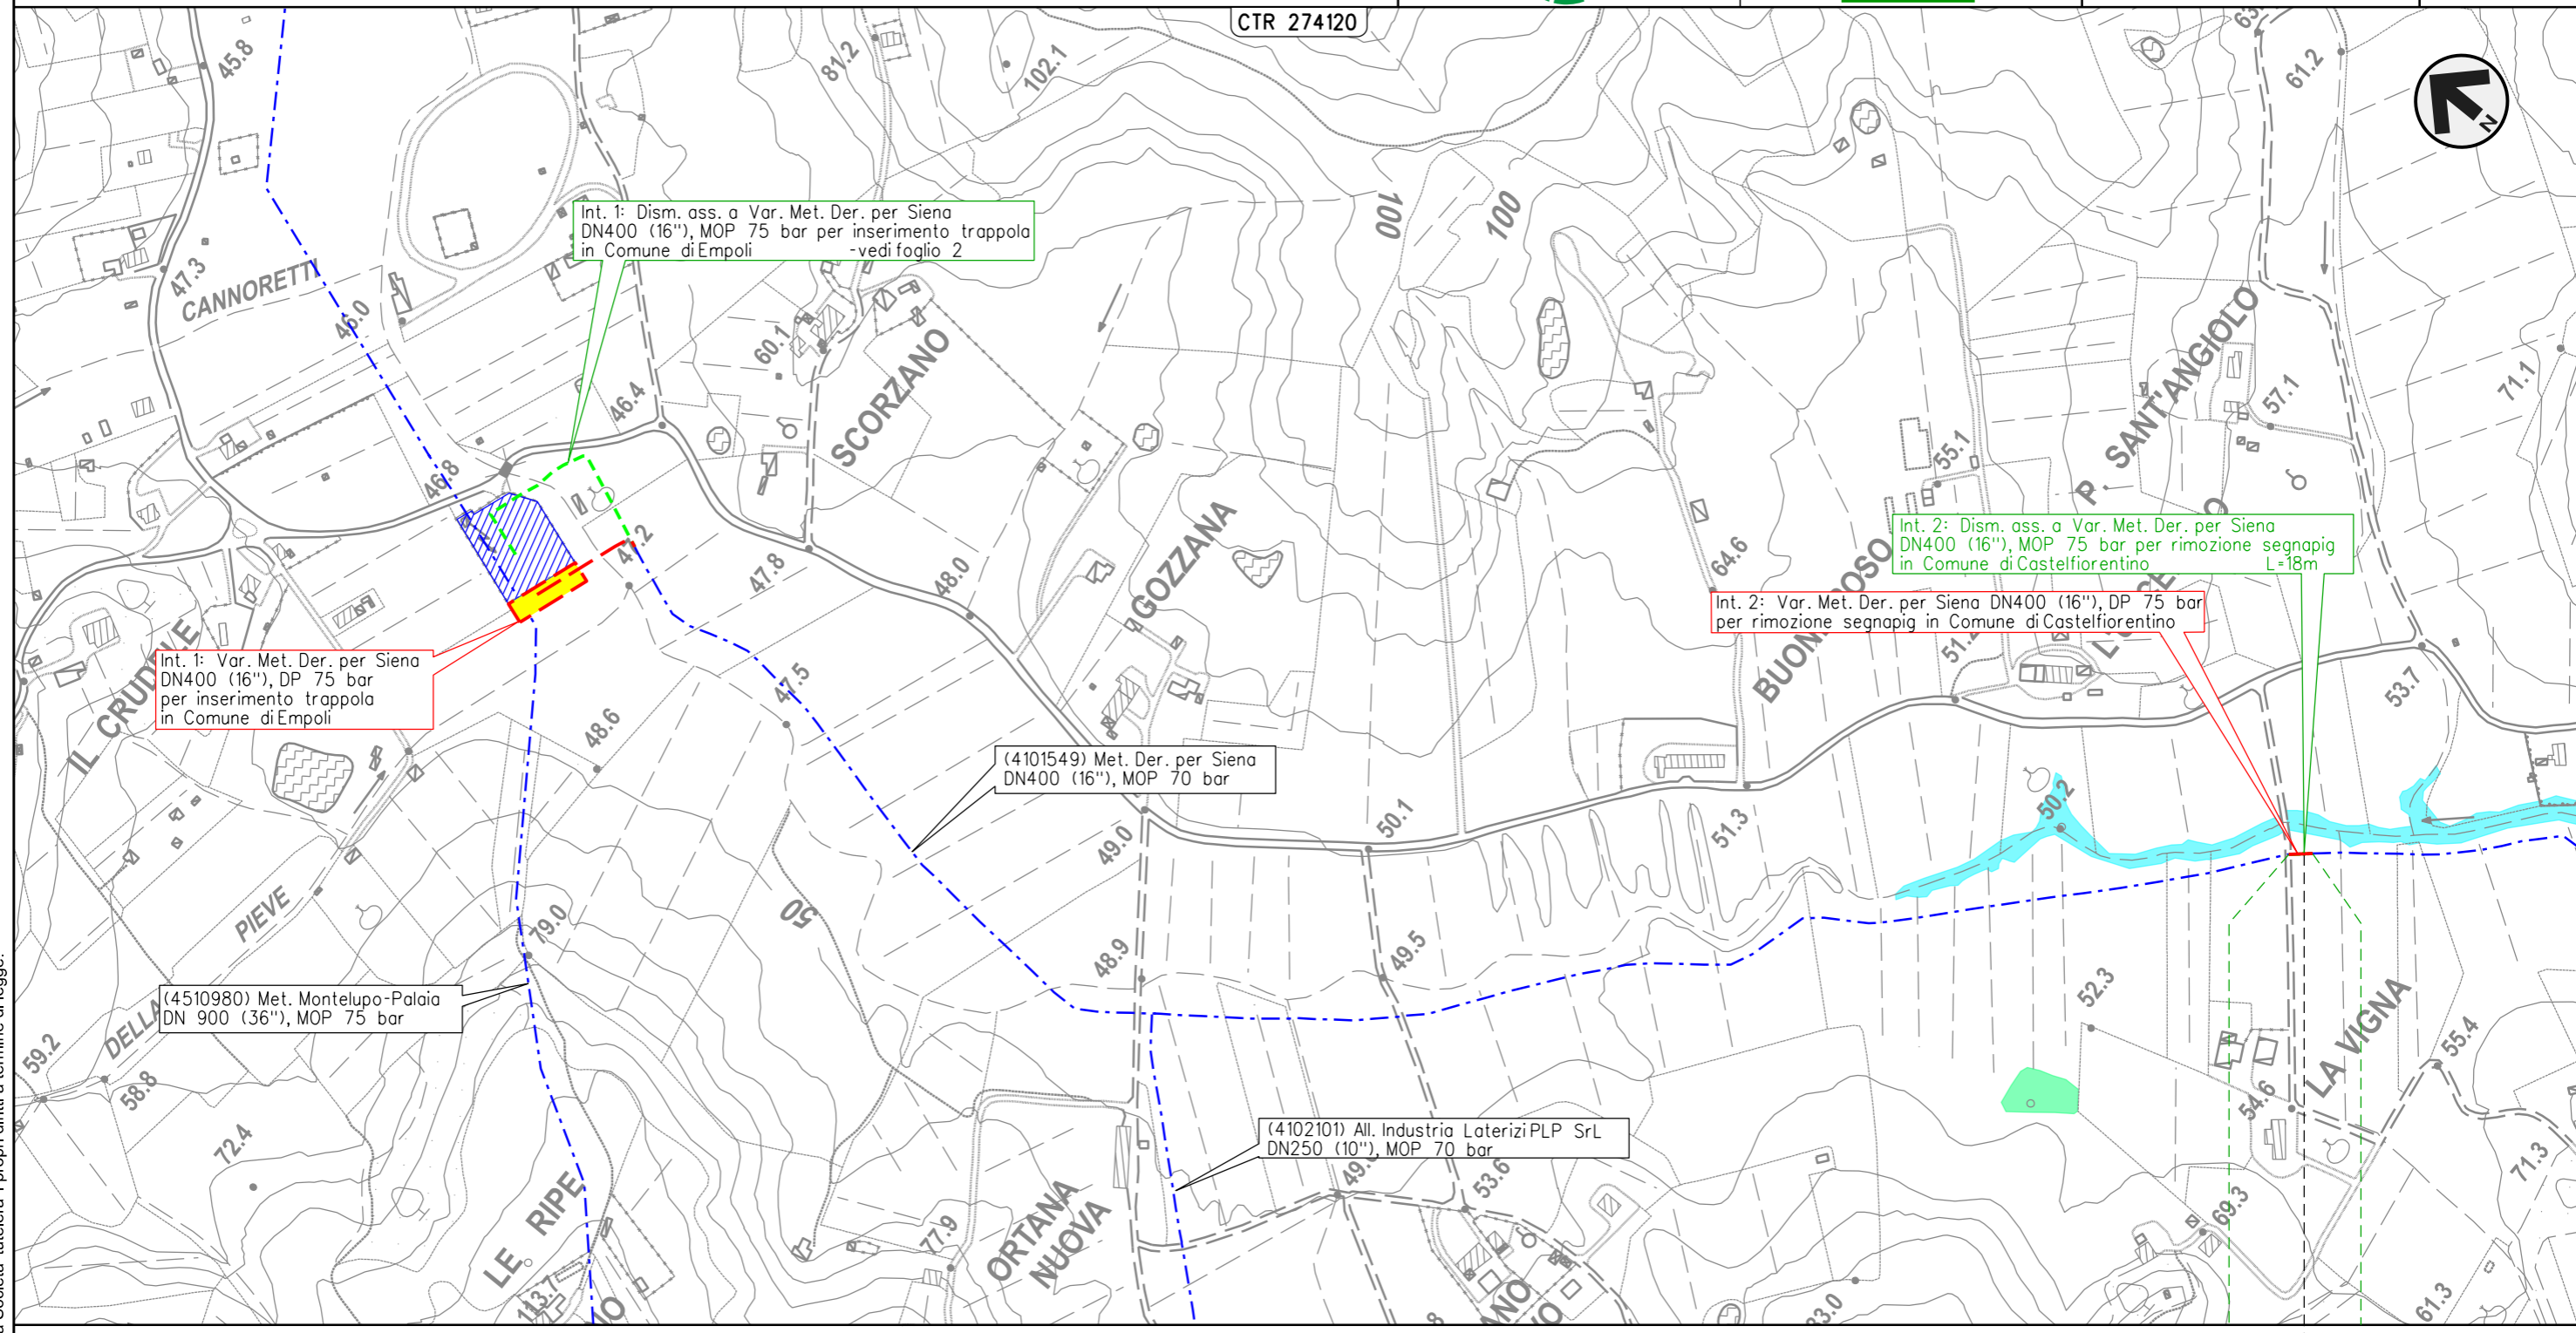 CTR 274120
N
45.8
81.2
102.1
63.
61.2
100
100
Int. 1: Dism. ass. a Var. Met. Der. per Siena
DN400 (16"), MOP 75 bar per inserimento trappola
in Comune di Empoli -vedi foglio 2
47.3
CANNORETTI
46.0
60.1
SCORZANO
46.4
46.8
47.2
47.8
48.0
GOZZANA
64.6
55.1
P. SANT'ANGIOLO
57.1
71.1
Int. 2: Dism. ass. a Var. Met. Der. per Siena
DN400 (16"), MOP 75 bar per rimozione segnapig
in Comune di Castelfiorentino L=18m
Int. 2: Var. Met. Der. per Siena DN400 (16"), DP 75 bar
per rimozione segnapig in Comune di Castelfiorentino
51.2
53.7
IL CRUDELE
Int. 1: Var. Met. Der. per Siena
DN400 (16"), DP 75 bar
per inserimento trappola
in Comune di Empoli
48.6
47.5
(4101549) Met. Der. per Siena
DN400 (16"), MOP 70 bar
49.0
50.1
51.3
50.2
50
PIEVE
DELLA
79.0
48.9
49.5
52.3
LA VIGNA
55.4
(4510980) Met. Montelupo-Palaia
DN 900 (36"), MOP 75 bar
59.2
58.8
72.4
(4102101) All. Industria Laterizi PLP SrL
DN250 (10"), MOP 70 bar
53.6
54.6
71.3
69.3
LE RIPE
113.7
77.9
ORTANA
NUOVA
61.3